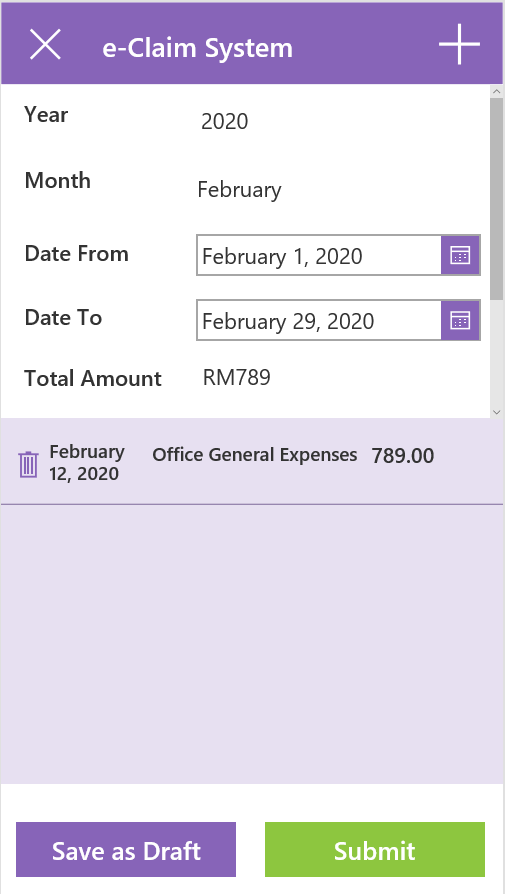 e-Claim System
Year
2020
Month
February
Date From
February 1, 2020
Date To
February 29, 2020
Total Amount
RM789
February
12, 2020
Office General Expenses
789.00
Save as Draft
Submit